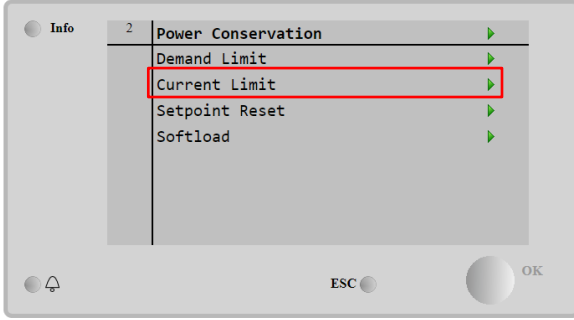 Info
2 Power Conservation
Demand Limit
Current Limit
Setpoint Reset
Softload
ESC
OK